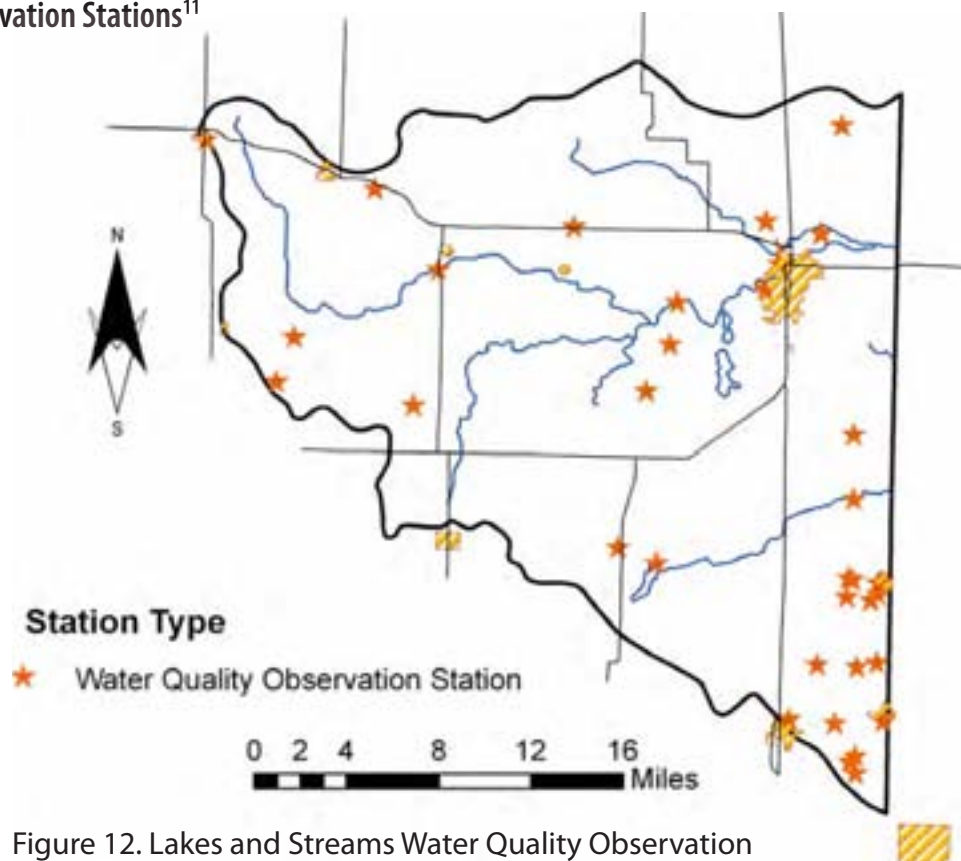 vation Stations11
N
S
Station Type
Water Quality Observation Station
0 2 4 8 12 16
Miles
Figure 12. Lakes and Streams Water Quality Observation